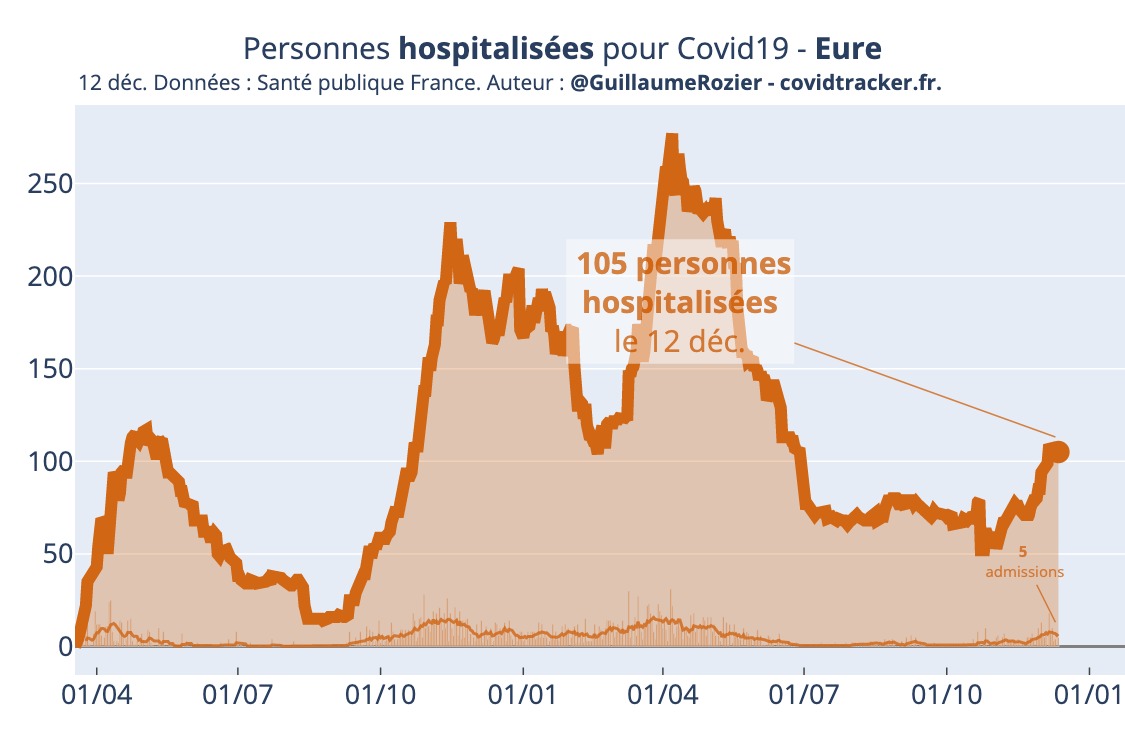 Personnes hospitalisées pour Covid19 - Eure
12 déc. Données : Santé publique France. Auteur : @GuillaumeRozier - covidtracker.fr.
250
200
150
100
50
0
105 personnes
hospitalisées
le 12 déc.
5
admissions
01/04 01/07 01/10 01/01 01/04 01/07 01/10 01/01